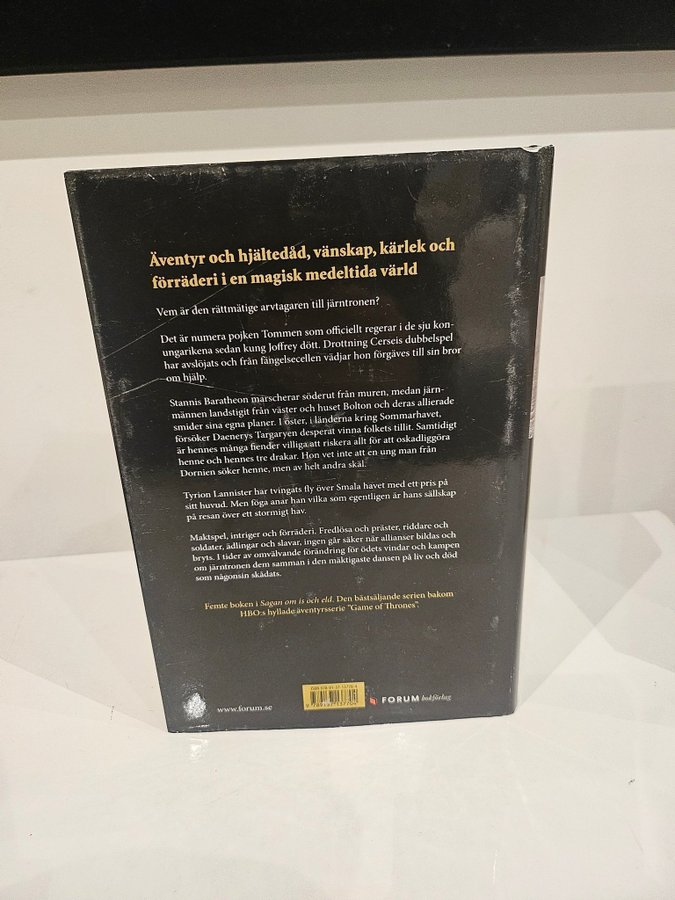 Äventyr och hjältedåd, vänskap, kärlek och
förräderi i en magisk medeltida värld
Vem är den rättmätige arvtagaren till järntronen?
Det är numera pojken Tommen som officiellt regerar i de sju kon-
ungarikena sedan kung Joffrey dött. Drottning Cerseis dubbelspel
har avslöjats och från fängelsecellen vädjar hon förgäves till sin bror
om hjälp.
Stannis Baratheon marscherar söderut från muren, medan järn-
männen landstigit från väster och huset Bolton och deras allierade
smider sina egna planer. I öster, i länderna kring Sommarhavet,
försöker Daenerys Targaryen desperat vinna folkets tillit. Samtidigt
är hennes många fiender villiga att riskera allt för att oskadliggöra
henne och hennes tre drakar. Hon vet inte att en ung man från
Dornien söker henne, men av helt andra skäl.
Tyrion Lannister har tvingats fly över Smala havet med ett pris på
sitt huvud. Men föga anar han vilka som egentligen är hans sällskap
på resan över ett stormigt hav.
Maktspel, intriger och förräderi. Fredlösa och präster, riddare och
soldater, ädlingar och slavar, ingen går säker när allianser bildas och
bryts. I tider av omvälvande förändring för ödets vindar och kampen
om järntronen dem samman i den mäktigaste dansen på liv och död
som någonsin skådats.
Femte boken i Sagan om is och eld. Den bästsäljande serien bakom
HBO:s hyllade äventyrsserie "Game of Thrones".
www.forum.se
FORUM bokförlag